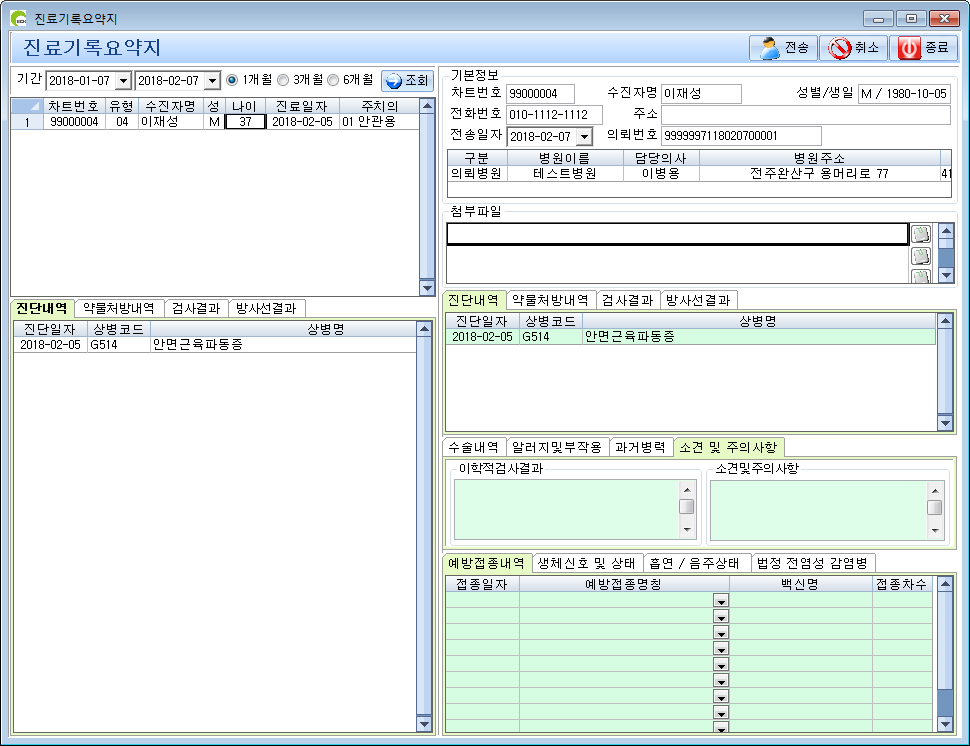 진료기록요약지
진료기록요약지
전송 취소 종료
기간 2018-01-07 2018-02-07 1개월 3개월 6개월 조회
차트번호 유형 수진자명 성 나이 진료일자 주치의
1 99000004 04 이재성 M 37 2018-02-05 01 안관용
진단내역 약물처방내역 검사결과 방사선결과
진단일자 상병코드 상병명
2018-02-05 G514 안면근육파동증
기본정보
차트번호 99000004 수진자명 이재성 성별/생일 M / 1980-10-05
전화번호 010-1112-1112 주소
전송일자 2018-02-07 의뢰번호 9999997118020700001
구분 병원이름 담당의사 병원주소
의뢰병원 테스트병원 이병용 전주완산구 용머리로 77 41
첨부파일
진단내역 약물처방내역 검사결과 방사선결과
진단일자 상병코드 상병명
2018-02-05 G514 안면근육파동증
수술내역 알러지및부작용 과거병력 소견 및 주의사항
이학적검사결과 소견및주의사항
예방접종내역 생체신호 및 상태 흡연 / 음주상태 법정 전염성 감염병
접종일자 예방접종명칭 백신명 접종차수